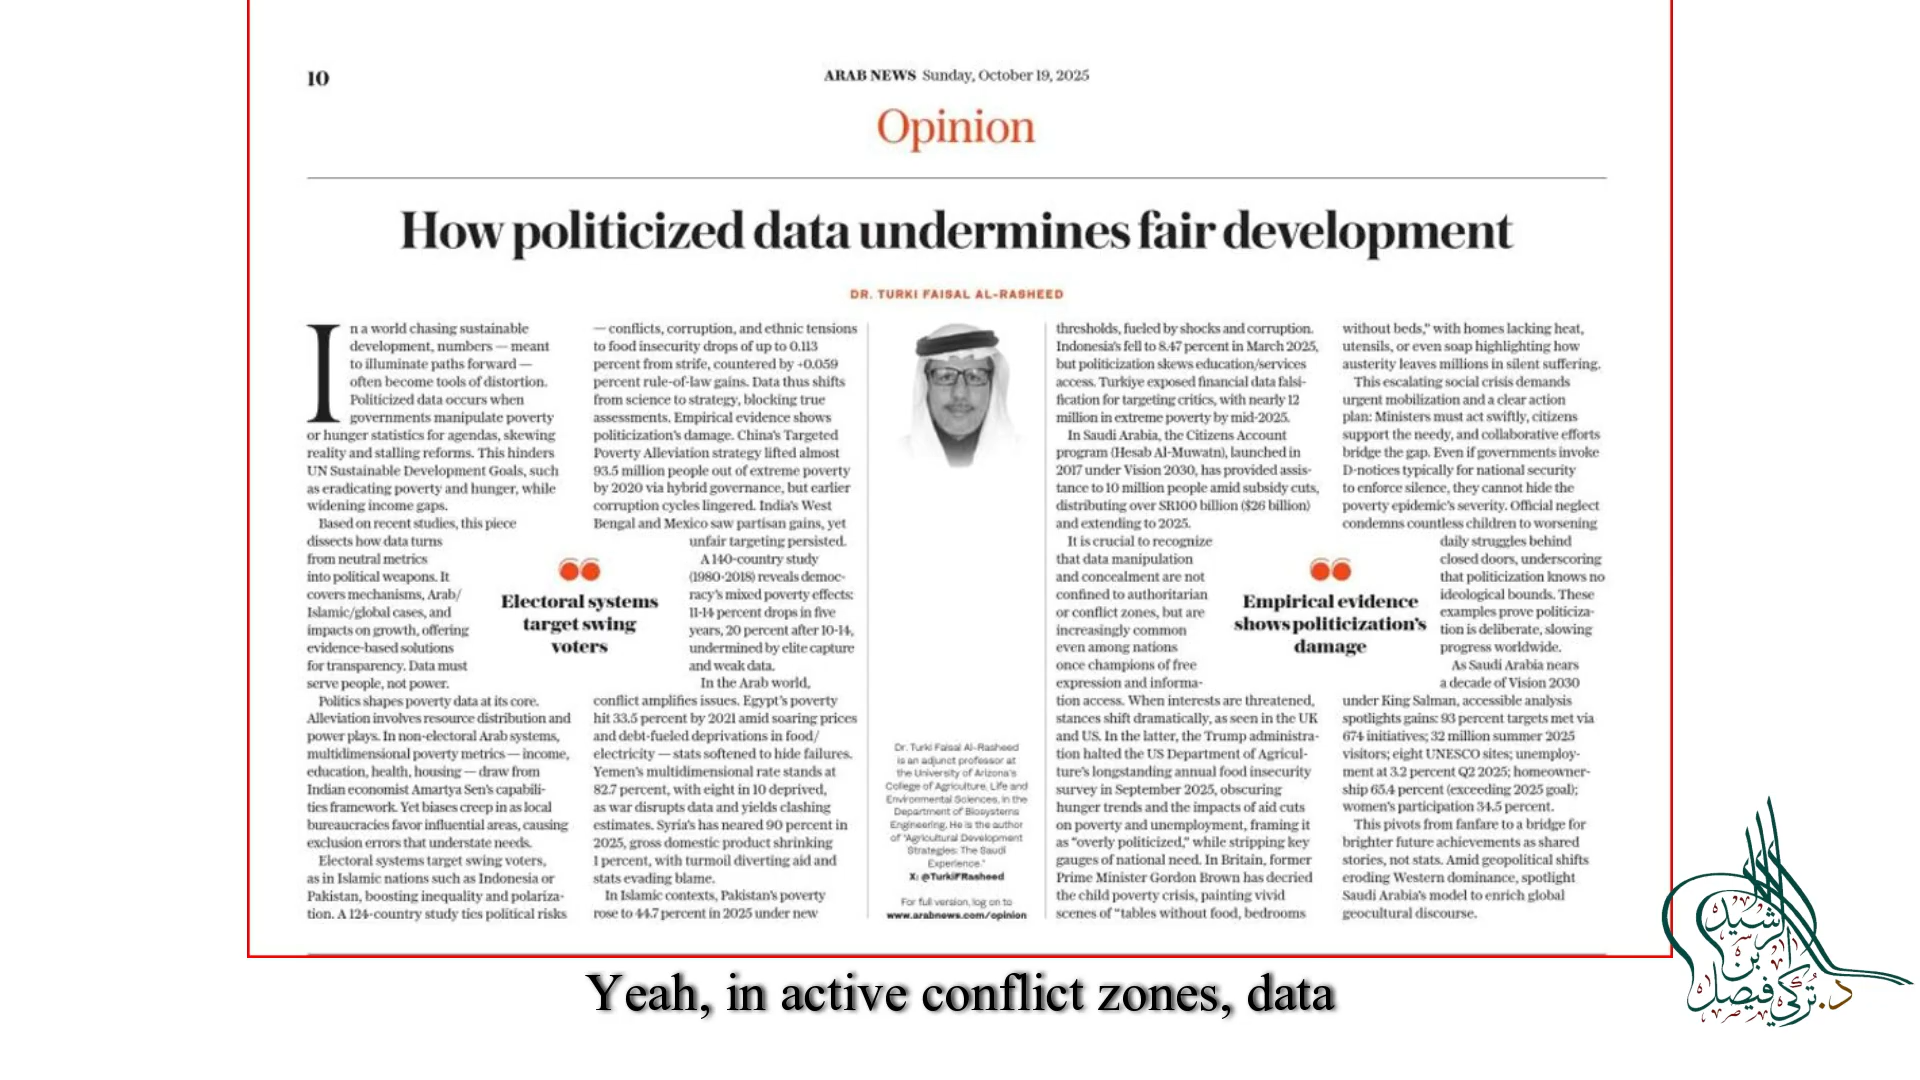 10
ARAB NEWS Sunday, October 19, 2025
Opinion
How politicized data undermines fair development
DR. TURKI FAISAL AL-RASHEED
In a world chasing sustainable
development, numbers — meant
to illuminate paths forward —
often become tools of distortion.
Politicized data occurs when
governments manipulate poverty
or hunger statistics for agendas, skewing
reality and stalling reforms. This hinders
UN Sustainable Development Goals, such
as eradicating poverty and hunger, while
widening income gaps.
Based on recent studies, this piece
dissects how data turns
from neutral metrics
into political weapons. It
covers mechanisms, Arab/
Islamic/global cases, and
impacts on growth, offering
evidence-based solutions
for transparency. Data must
serve people, not power.
Politics shapes poverty data at its core.
Alleviation involves resource distribution and
power plays. In non-electoral Arab systems,
multidimensional poverty metrics — income,
education, health, housing — draw from
Indian economist Amartya Sen's capabili-
ties framework. Yet biases creep in as local
bureaucracies favor influential areas, causing
exclusion errors that understate needs.
Electoral systems target swing voters,
as in Islamic nations such as Indonesia or
Pakistan, boosting inequality and polariza-
tion. A 124-country study ties political risks
— conflicts, corruption, and ethnic tensions
to food insecurity drops of up to 0.113
percent from strife, countered by +0.059
percent rule-of-law gains. Data thus shifts
from science to strategy, blocking true
assessments. Empirical evidence shows
politicization's damage. China's Targeted
Poverty Alleviation strategy lifted almost
93.5 million people out of extreme poverty
by 2020 via hybrid governance, but earlier
corruption cycles lingered. India's West
Bengal and Mexico saw partisan gains, yet
unfair targeting persisted.
A 140-country study
(1980-2018) reveals democ-
racy's mixed poverty effects:
11-14 percent drops in five
years, 20 percent after 10-14,
undermined by elite capture
and weak data.
In the Arab world,
conflict amplifies issues. Egypt's poverty
hit 33.5 percent by 2021 amid soaring prices
and debt-fueled deprivations in food/
electricity — stats softened to hide failures.
Yemen's multidimensional rate stands at
82.7 percent, with eight in 10 deprived,
as war disrupts data and yields clashing
estimates. Syria's has neared 90 percent in
2025, gross domestic product shrinking
1 percent, with turmoil diverting aid and
stats evading blame.
In Islamic contexts, Pakistan's poverty
rose to 44.7 percent in 2025 under new
Electoral systems
target swing
voters
Dr. Turki Faisal Al-Rasheed
is an adjunct professor at
the University of Arizona's
College of Agriculture, Life and
Environmental Sciences, in the
Department of Biosystems
Engineering. He is the author
of "Agricultural Development
Strategies: The Saudi
Experience."
X: @TurkiFRasheed
For full version, log on to
www.arabnews.com/opinion
thresholds, fueled by shocks and corruption.
Indonesia's fell to 8.47 percent in March 2025,
but politicization skews education/services
access. Turkiye exposed financial data falsi-
fication for targeting critics, with nearly 12
million in extreme poverty by mid-2025.
In Saudi Arabia, the Citizens Account
program (Hesab Al-Muwatn), launched in
2017 under Vision 2030, has provided assis-
tance to 10 million people amid subsidy cuts,
distributing over SR100 billion ($26 billion)
and extending to 2025.
It is crucial to recognize
that data manipulation
and concealment are not
confined to authoritarian
or conflict zones, but are
increasingly common
even among nations
once champions of free
expression and informa-
tion access. When interests are threatened,
stances shift dramatically, as seen in the UK
and US. In the latter, the Trump administra-
tion halted the US Department of Agricul-
ture's longstanding annual food insecurity
survey in September 2025, obscuring
hunger trends and the impacts of aid cuts
on poverty and unemployment, framing it
as "overly politicized," while stripping key
gauges of national need. In Britain, former
Prime Minister Gordon Brown has decried
the child poverty crisis, painting vivid
scenes of "tables without food, bedrooms
without beds," with homes lacking heat,
utensils, or even soap highlighting how
austerity leaves millions in silent suffering.
This escalating social crisis demands
urgent mobilization and a clear action
plan: Ministers must act swiftly, citizens
support the needy, and collaborative efforts
bridge the gap. Even if governments invoke
D-notices typically for national security
to enforce silence, they cannot hide the
poverty epidemic's severity. Official neglect
condemns countless children to worsening
daily struggles behind
closed doors, underscoring
that politicization knows no
ideological bounds. These
examples prove politiciza-
tion is deliberate, slowing
progress worldwide.
As Saudi Arabia nears
a decade of Vision 2030
under King Salman, accessible analysis
spotlights gains: 93 percent targets met via
674 initiatives; 32 million summer 2025
visitors; eight UNESCO sites; unemploy-
ment at 3.2 percent Q2 2025; homeowner-
ship 65.4 percent (exceeding 2025 goal);
women's participation 34.5 percent.
This pivots from fanfare to a bridge for
brighter future achievements as shared
stories, not stats. Amid geopolitical shifts
eroding Western dominance, spotlight
Saudi Arabia's model to enrich global
geocultural discourse.
Empirical evidence
shows politicization's
damage
Yeah, in active conflict zones, data
الرشيد
بن
د. تركي فيصل